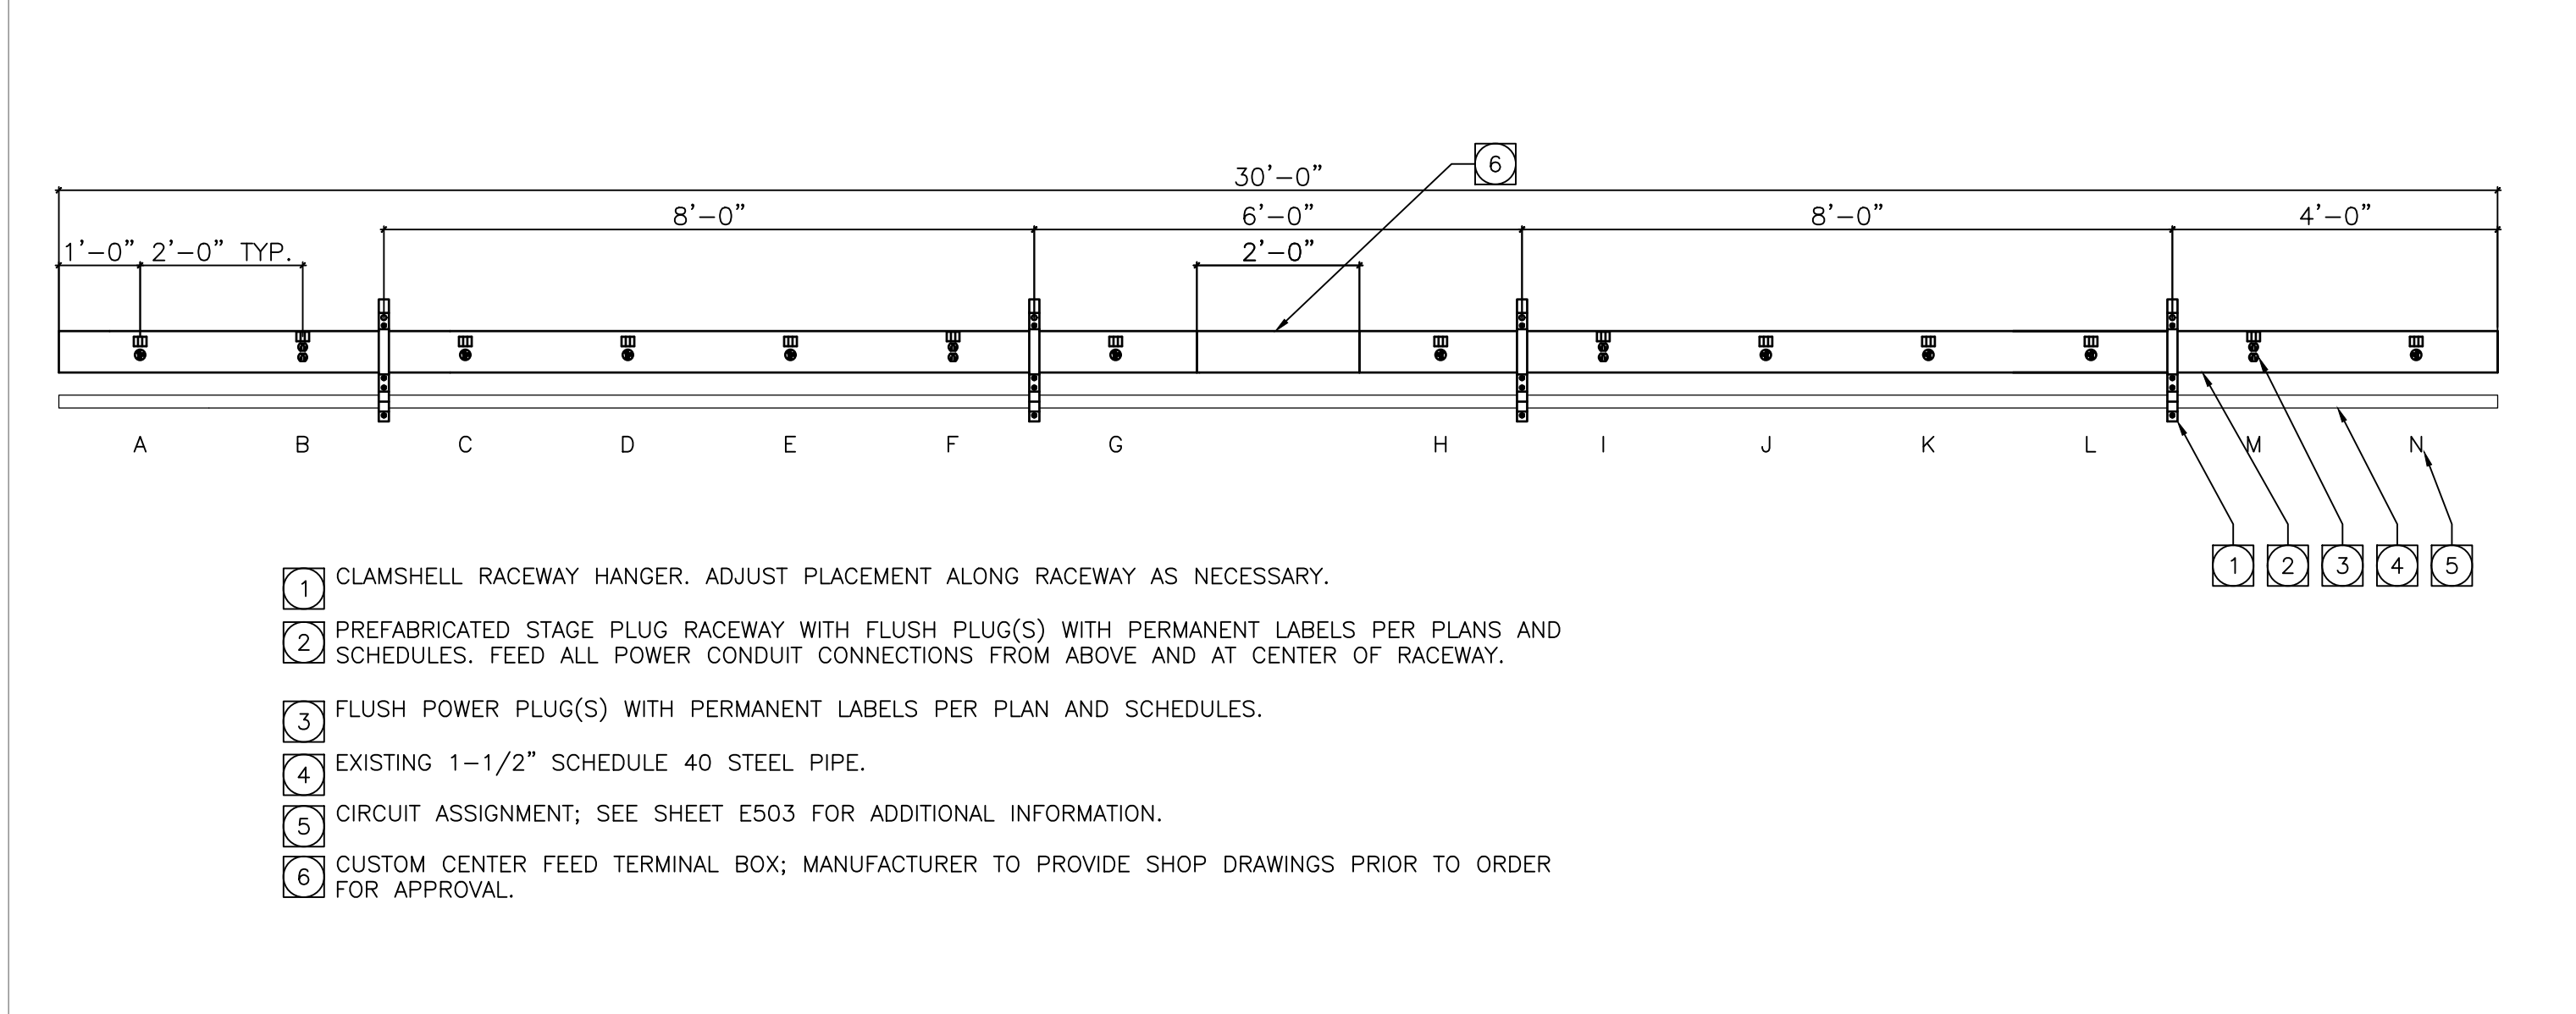 6
30'-0"
8'-0" 6'-0" 8'-0" 4'-0"
1'-0" 2'-0" TYP. 2'-0"
A B C D E F G H I J K L M N
1 2 3 4 5
1 CLAMSHELL RACEWAY HANGER. ADJUST PLACEMENT ALONG RACEWAY AS NECESSARY.
2 PREFABRICATED STAGE PLUG RACEWAY WITH FLUSH PLUG(S) WITH PERMANENT LABELS PER PLANS AND
SCHEDULES. FEED ALL POWER CONDUIT CONNECTIONS FROM ABOVE AND AT CENTER OF RACEWAY.
3 FLUSH POWER PLUG(S) WITH PERMANENT LABELS PER PLAN AND SCHEDULES.
4 EXISTING 1-1/2" SCHEDULE 40 STEEL PIPE.
5 CIRCUIT ASSIGNMENT; SEE SHEET E503 FOR ADDITIONAL INFORMATION.
6 CUSTOM CENTER FEED TERMINAL BOX; MANUFACTURER TO PROVIDE SHOP DRAWINGS PRIOR TO ORDER
FOR APPROVAL.